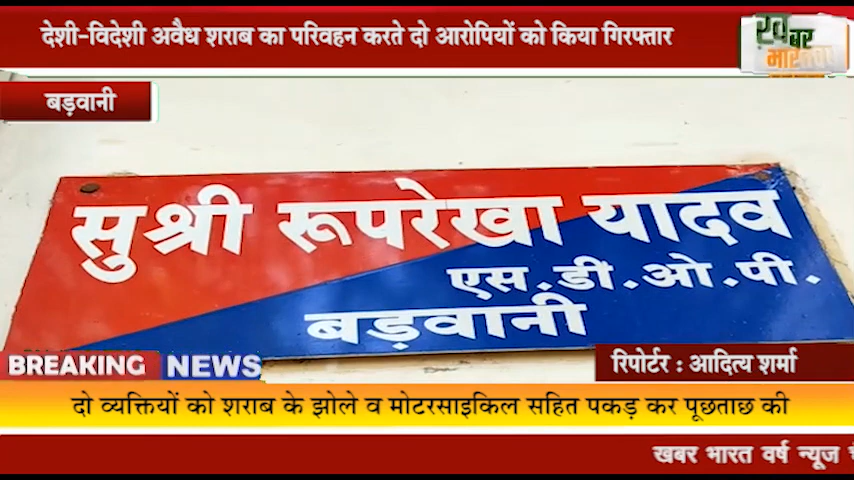 देशी-विदेशी अवैध शराब का परिवहन करते दो आरोपियों को किया गिरफ्तार
ख़बर
बड़वानी
सुश्री रूपरेखा यादव
एस.डी.ओ.पी.
बड़वानी
BREAKING NEWS
रिपोर्टर : आदित्य शर्मा
दो व्यक्तियों को शराब के झोले व मोटरसाइकिल सहित पकड़ कर पूछताछ की
खबर भारत वर्ष न्यूज